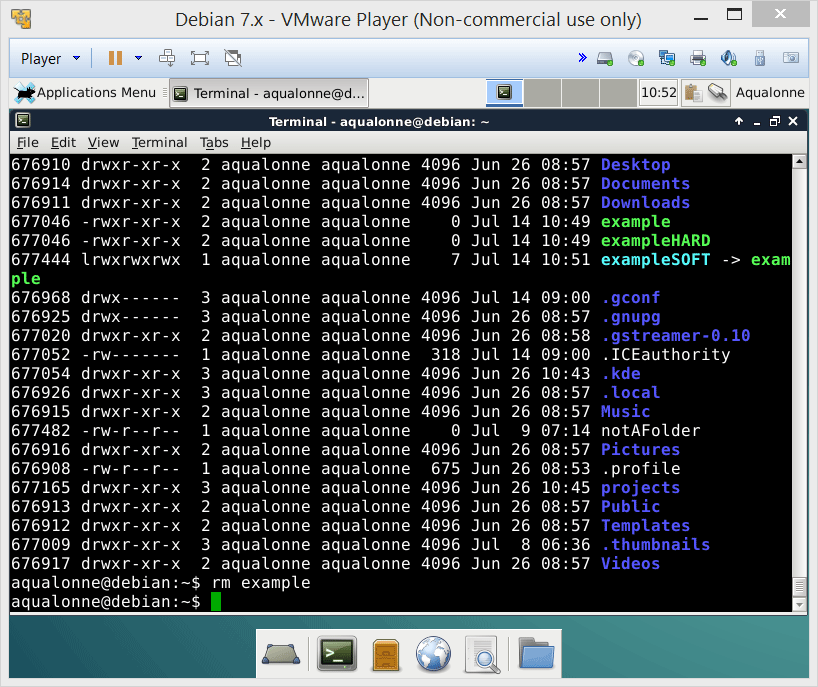 Debian 7.x - VMware Player (Non-commercial use only)
Player
Applications Menu
Terminal - aqualonne@d...
10:52
Aqualonne
Terminal - aqualonne@debian: ~
File Edit View Terminal Tabs Help
676910 drwxr-xr-x  2 aqualonne aqualonne 4096 Jun 26 08:57 Desktop
676914 drwxr-xr-x  2 aqualonne aqualonne 4096 Jun 26 08:57 Documents
676911 drwxr-xr-x  2 aqualonne aqualonne 4096 Jun 26 08:57 Downloads
677046 -rwxr-xr-x  2 aqualonne aqualonne    0 Jul 14 10:49 example
677046 -rwxr-xr-x  2 aqualonne aqualonne    0 Jul 14 10:49 exampleHARD
677444 lrwxrwxrwx  1 aqualonne aqualonne    7 Jul 14 10:51 exampleSOFT -> exam
ple
676968 drwx------  3 aqualonne aqualonne 4096 Jul 14 09:00 .gconf
676925 drwx------  3 aqualonne aqualonne 4096 Jun 26 08:57 .gnupg
677020 drwxr-xr-x  2 aqualonne aqualonne 4096 Jun 26 08:58 .gstreamer-0.10
677052 -rw-------  1 aqualonne aqualonne  318 Jul 14 09:00 .ICEauthority
677054 drwxr-xr-x  3 aqualonne aqualonne 4096 Jun 26 10:43 .kde
676926 drwxr-xr-x  3 aqualonne aqualonne 4096 Jun 26 08:57 .local
676915 drwxr-xr-x  2 aqualonne aqualonne 4096 Jun 26 08:57 Music
677482 -rw-r--r--  1 aqualonne aqualonne    0 Jul  9 07:14 notAFolder
676916 drwxr-xr-x  2 aqualonne aqualonne 4096 Jun 26 08:57 Pictures
676908 -rw-r--r--  1 aqualonne aqualonne  675 Jun 26 08:53 .profile
677165 drwxr-xr-x  3 aqualonne aqualonne 4096 Jun 26 10:45 projects
676913 drwxr-xr-x  2 aqualonne aqualonne 4096 Jun 26 08:57 Public
676912 drwxr-xr-x  2 aqualonne aqualonne 4096 Jun 26 08:57 Templates
677009 drwxr-xr-x  3 aqualonne aqualonne 4096 Jul  8 06:36 .thumbnails
676917 drwxr-xr-x  2 aqualonne aqualonne 4096 Jun 26 08:57 Videos
aqualonne@debian:~$ rm example
aqualonne@debian:~$